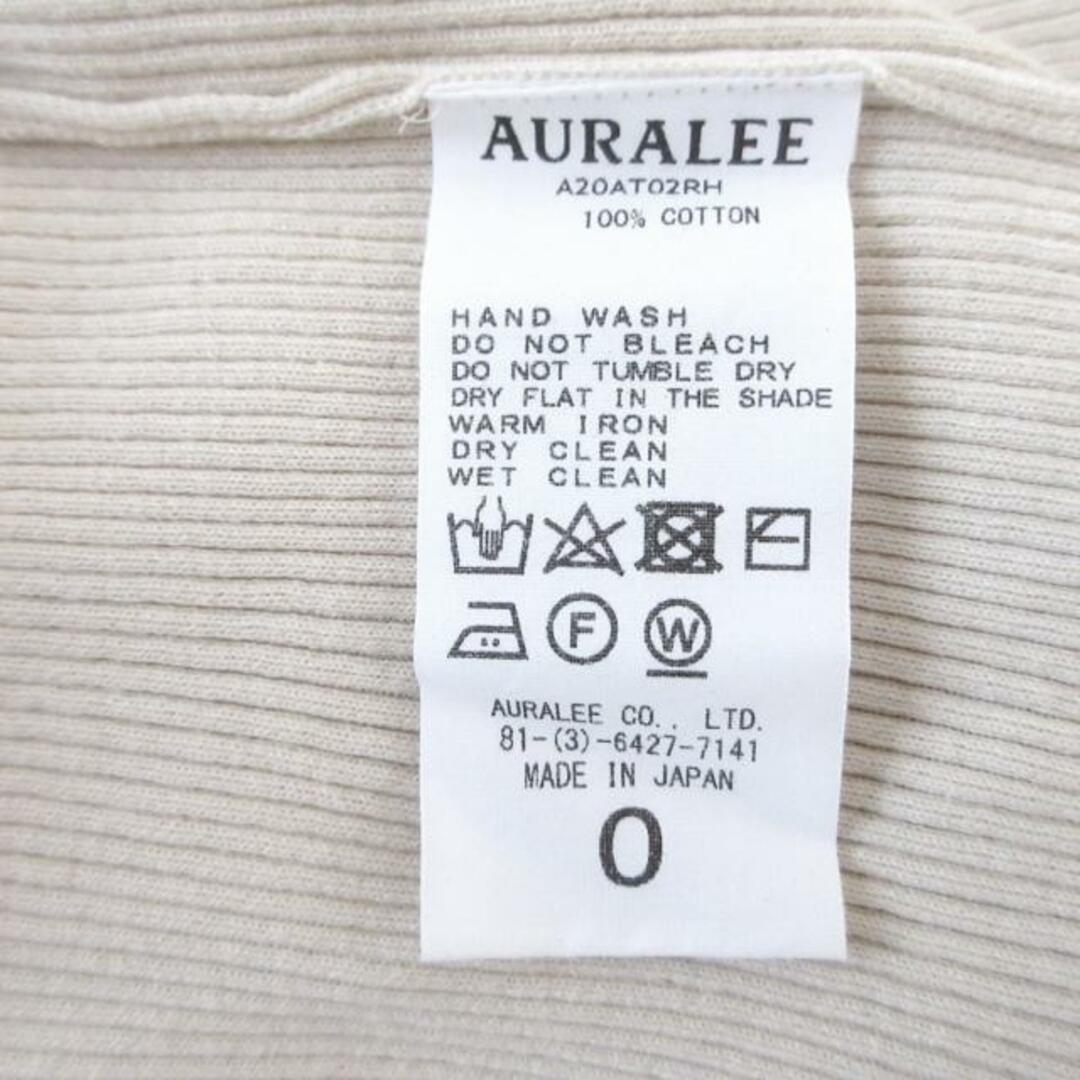 AURALEE
A20AT02RH
100% COTTON
HAND WASH
DO NOT BLEACH
DO NOT TUMBLE DRY
DRY FLAT IN THE SHADE
WARM IRON
DRY CLEAN
WET CLEAN
F W
AURALEE CO., LTD.
81-(3)-6427-7141
MADE IN JAPAN
0